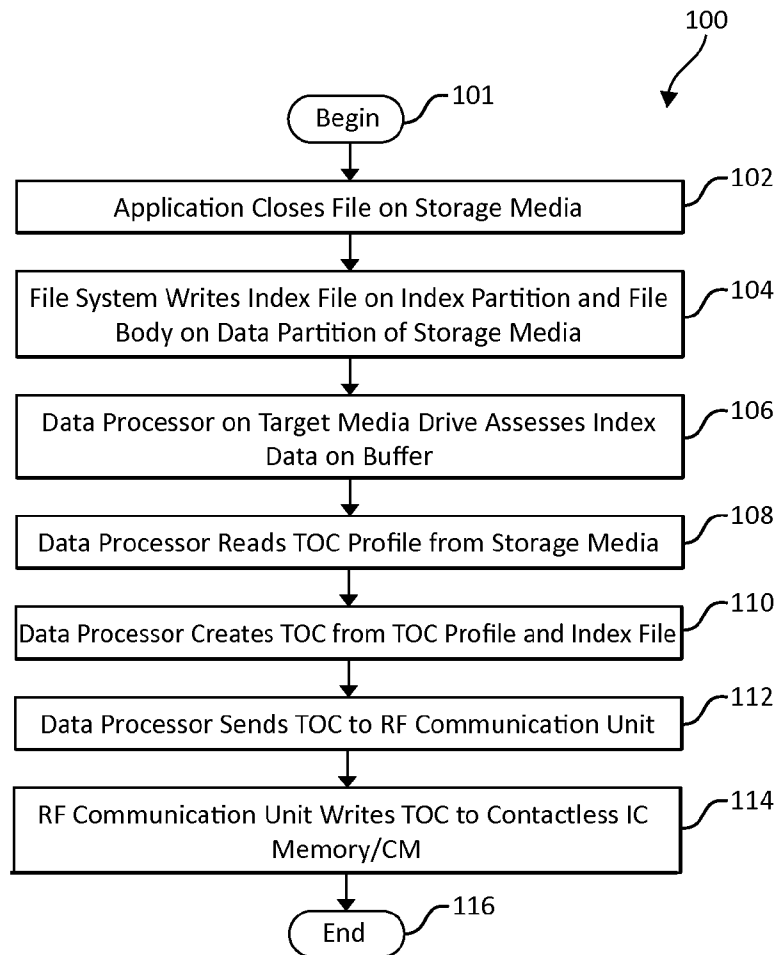 100
Begin
101
102
Application Closes File on Storage Media
File System Writes Index File on Index Partition and File
Body on Data Partition of Storage Media
104
Data Processor on Target Media Drive Assesses Index
Data on Buffer
106
108
Data Processor Reads TOC Profile from Storage Media
110
Data Processor Creates TOC from TOC Profile and Index File
112
Data Processor Sends TOC to RF Communication Unit
RF Communication Unit Writes TOC to Contactless IC
Memory/CM
114
End
116